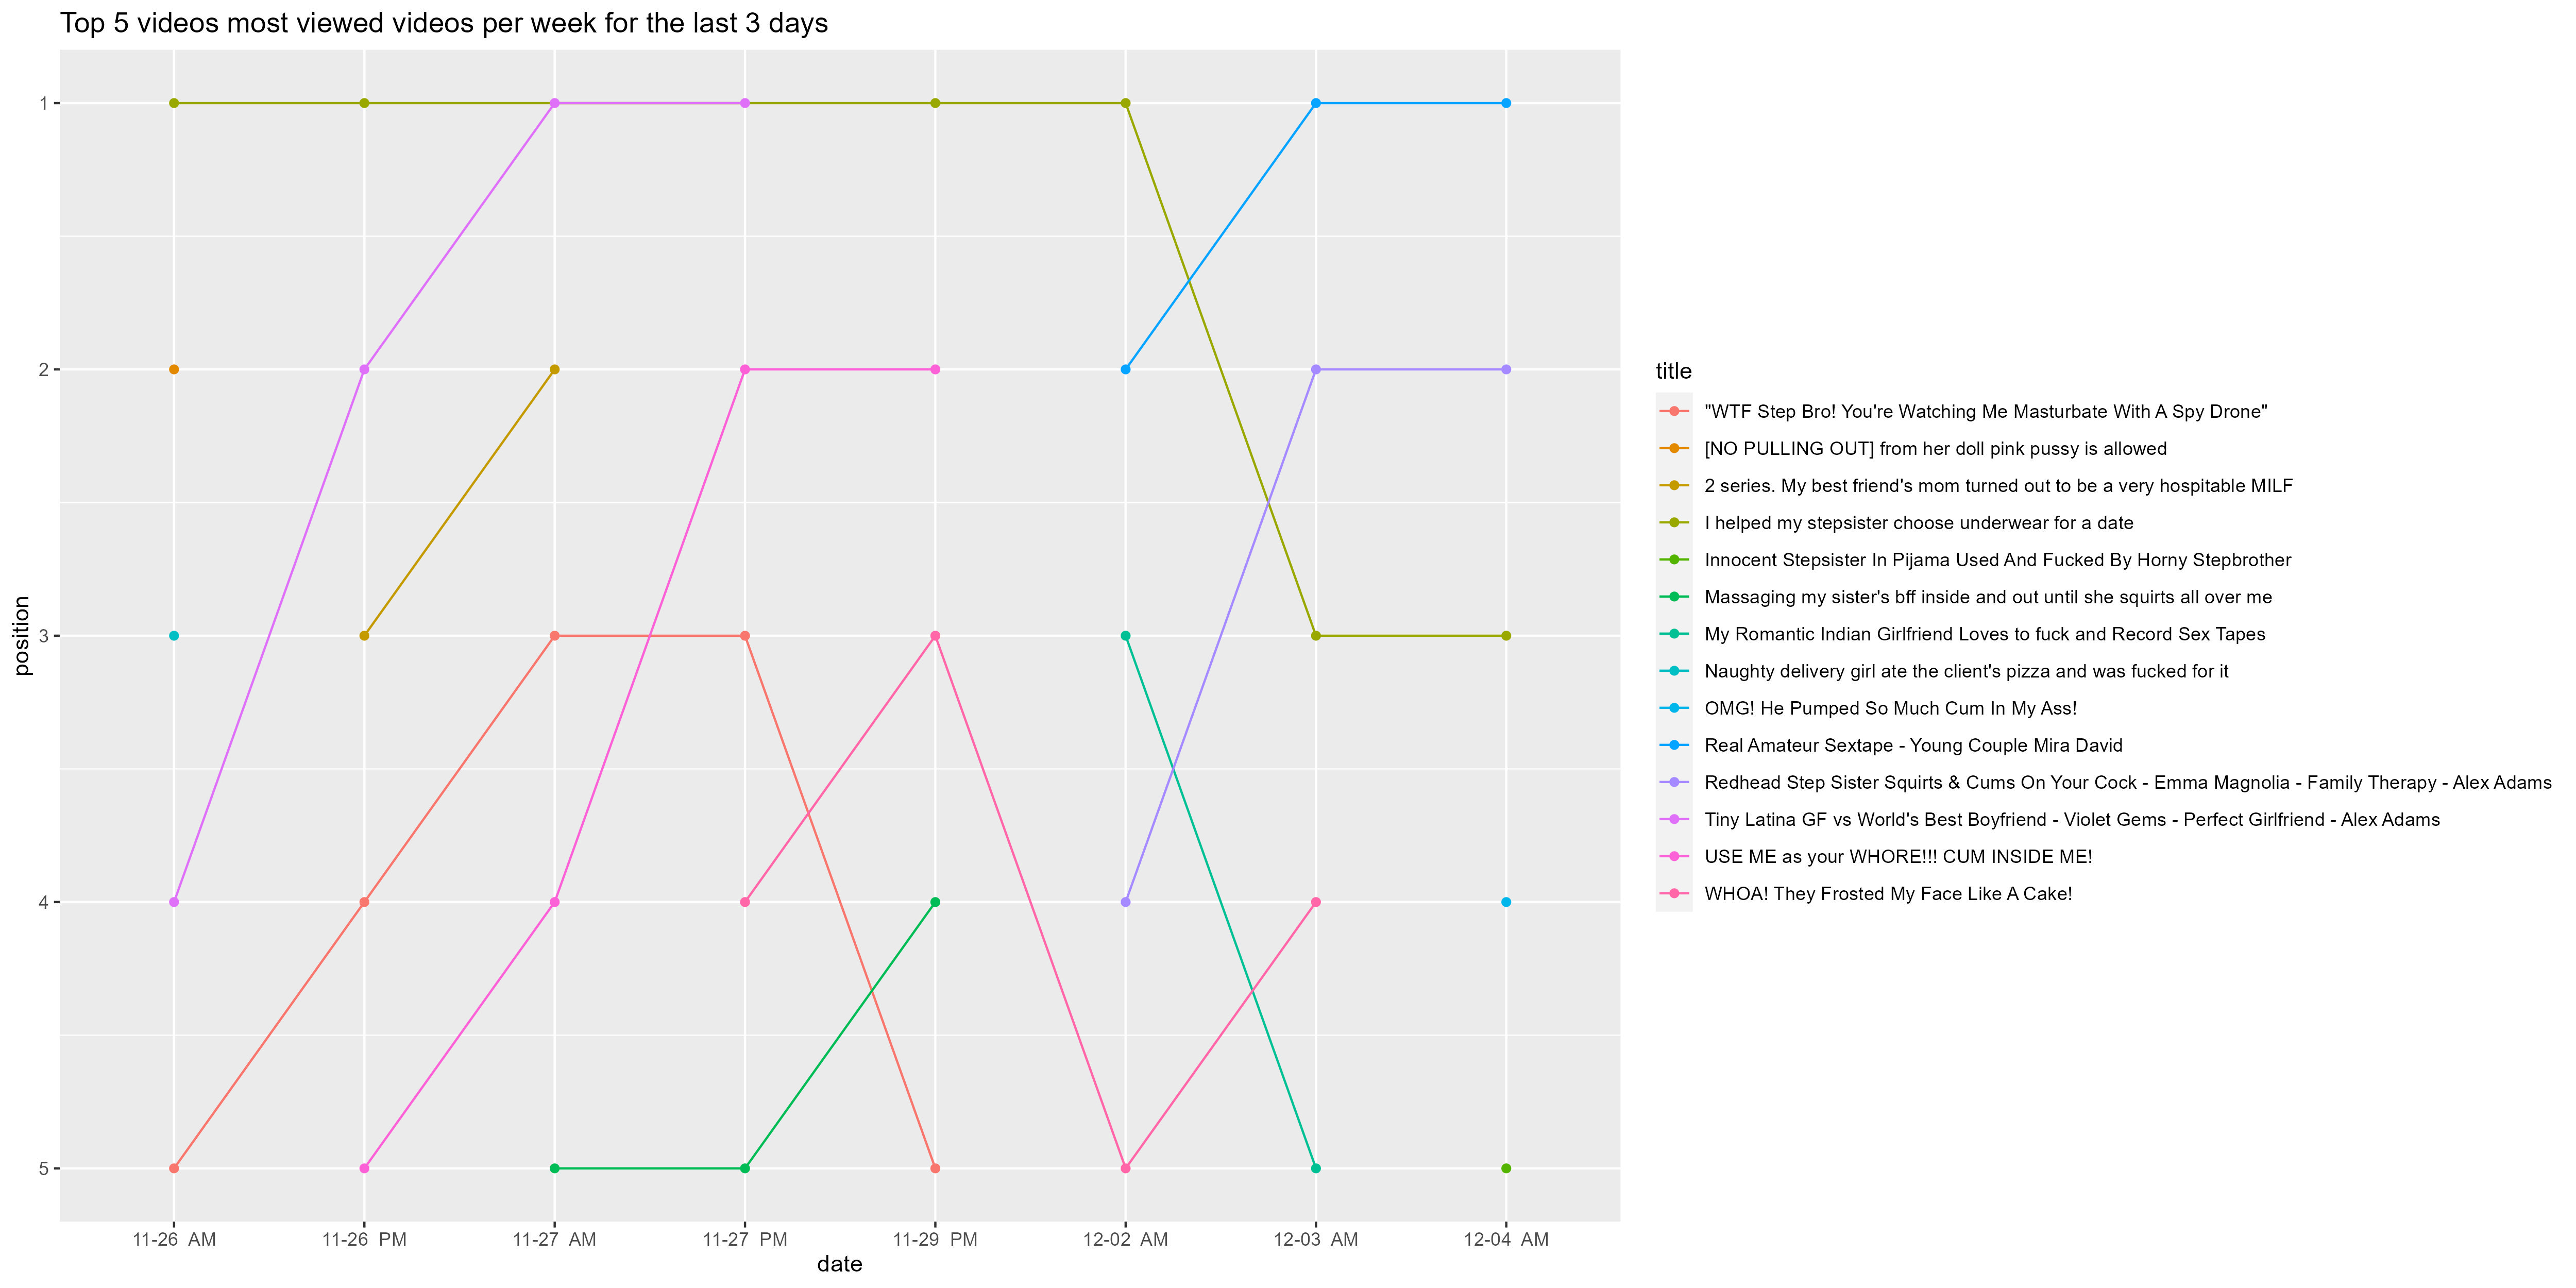 Top 5 videos most viewed videos per week for the last 3 days
position
1
2
3
4
5
11-26 AM
11-26 PM
11-27 AM
11-27 PM
11-29 PM
12-02 AM
12-03 AM
12-04 AM
date
title
"WTF Step Bro! You're Watching Me Masturbate With A Spy Drone"
[NO PULLING OUT] from her doll pink pussy is allowed
2 series. My best friend's mom turned out to be a very hospitable MILF
I helped my stepsister choose underwear for a date
Innocent Stepsister In Pijama Used And Fucked By Horny Stepbrother
Massaging my sister's bff inside and out until she squirts all over me
My Romantic Indian Girlfriend Loves to fuck and Record Sex Tapes
Naughty delivery girl ate the client's pizza and was fucked for it
OMG! He Pumped So Much Cum In My Ass!
Real Amateur Sextape - Young Couple Mira David
Redhead Step Sister Squirts & Cums On Your Cock - Emma Magnolia - Family Therapy - Alex Adams
Tiny Latina GF vs World's Best Boyfriend - Violet Gems - Perfect Girlfriend - Alex Adams
USE ME as your WHORE!!! CUM INSIDE ME!
WHOA! They Frosted My Face Like A Cake!